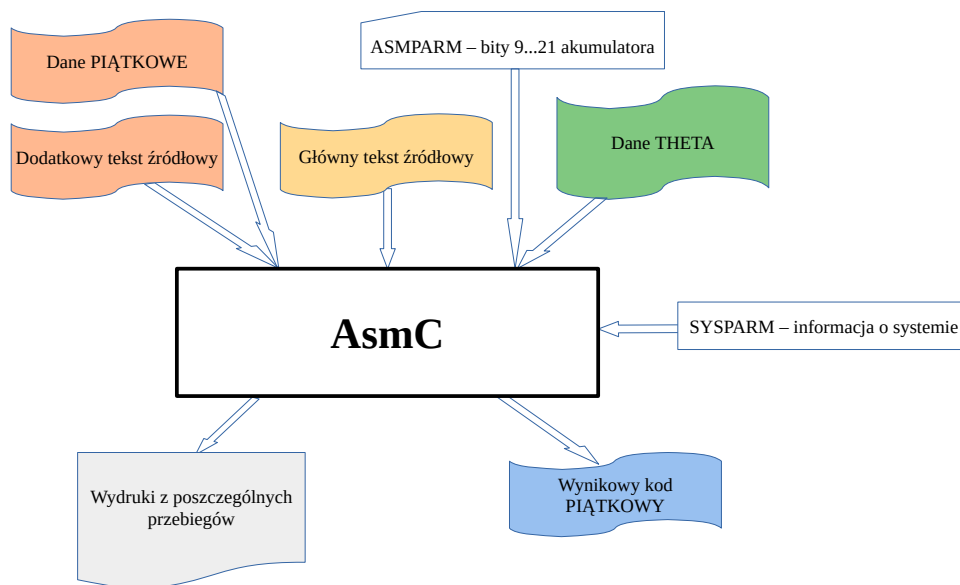 Dane PIĄTKOWE
ASMPARM – bity 9...21 akumulatora
Dodatkowy tekst źródłowy
Główny tekst źródłowy
Dane THETA
AsmC
SYSPARM – informacja o systemie
Wydruki z poszczególnych
przebiegów
Wynikowy kod
PIĄTKOWY